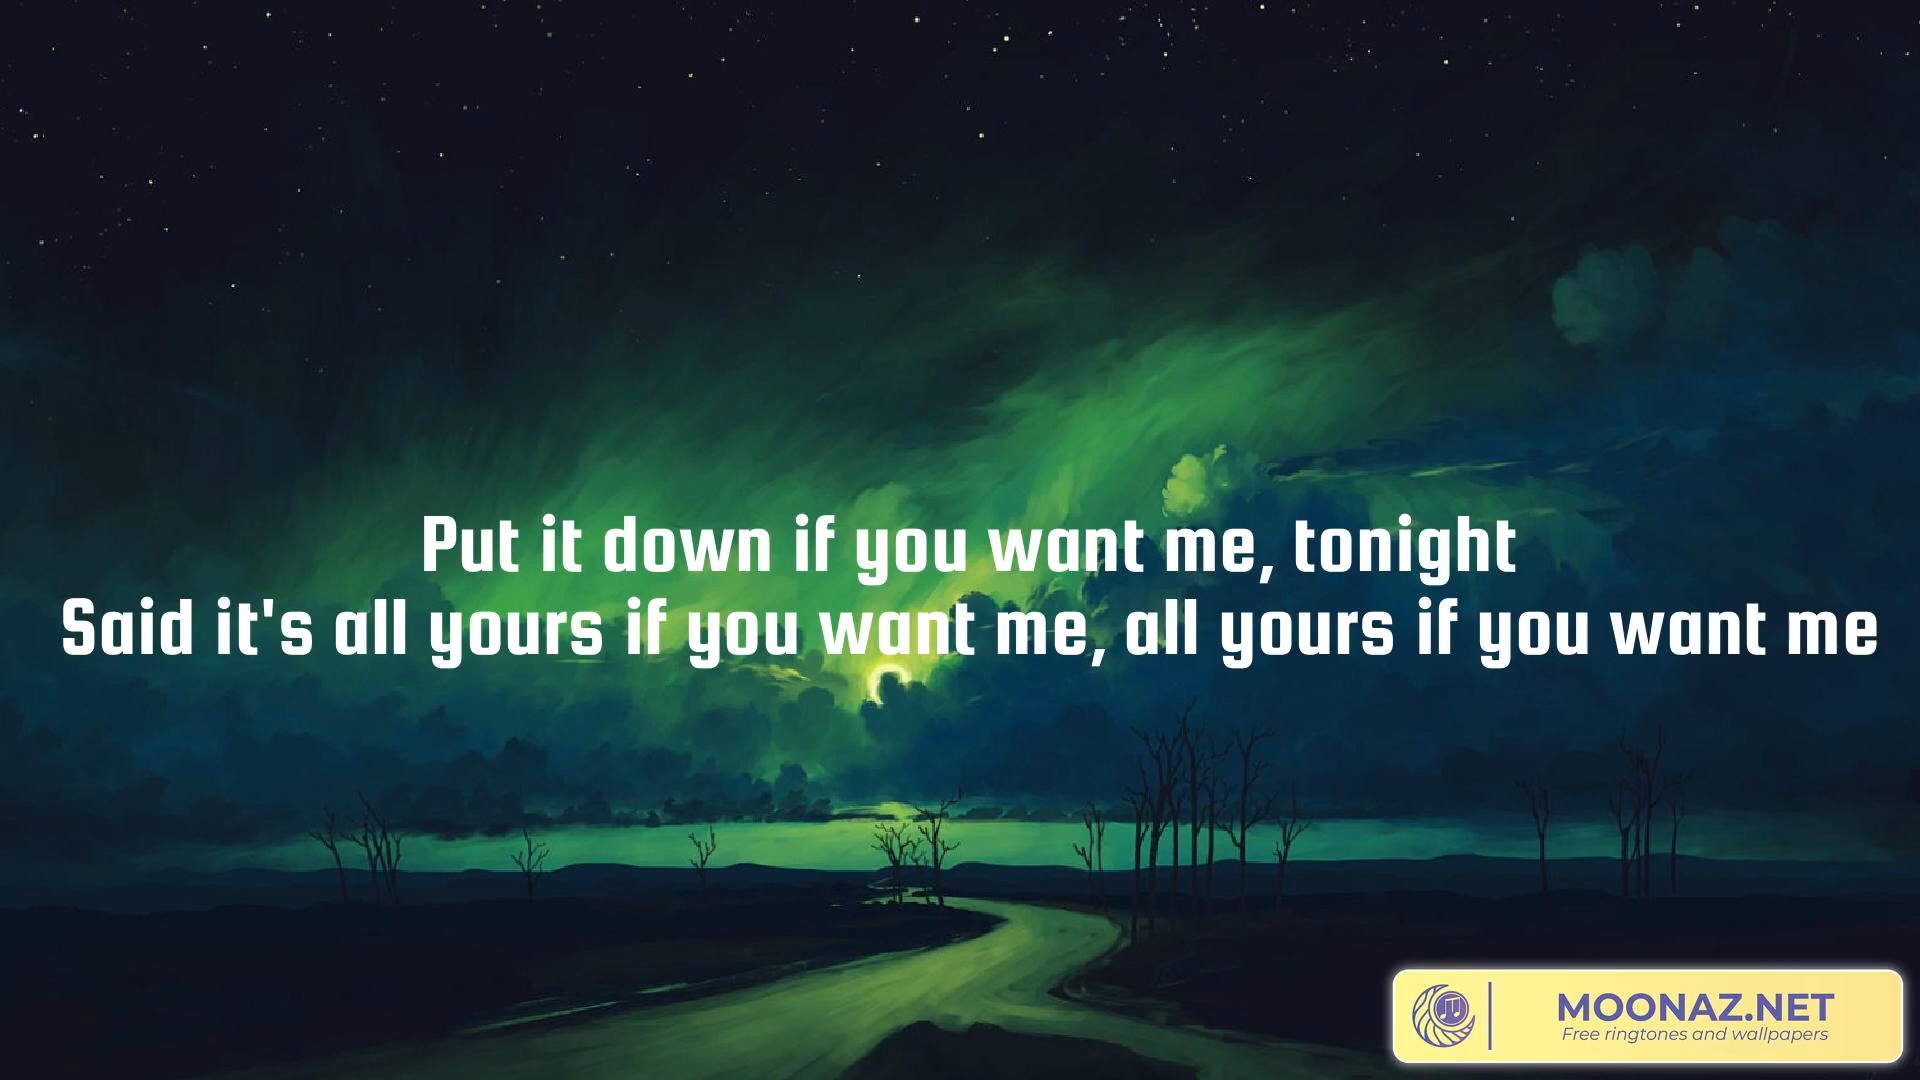 Put it down if you want me, tonight
Said it's all yours if you want me, all yours if you want me
MOONAZ.NET
Free ringtones and wallpapers